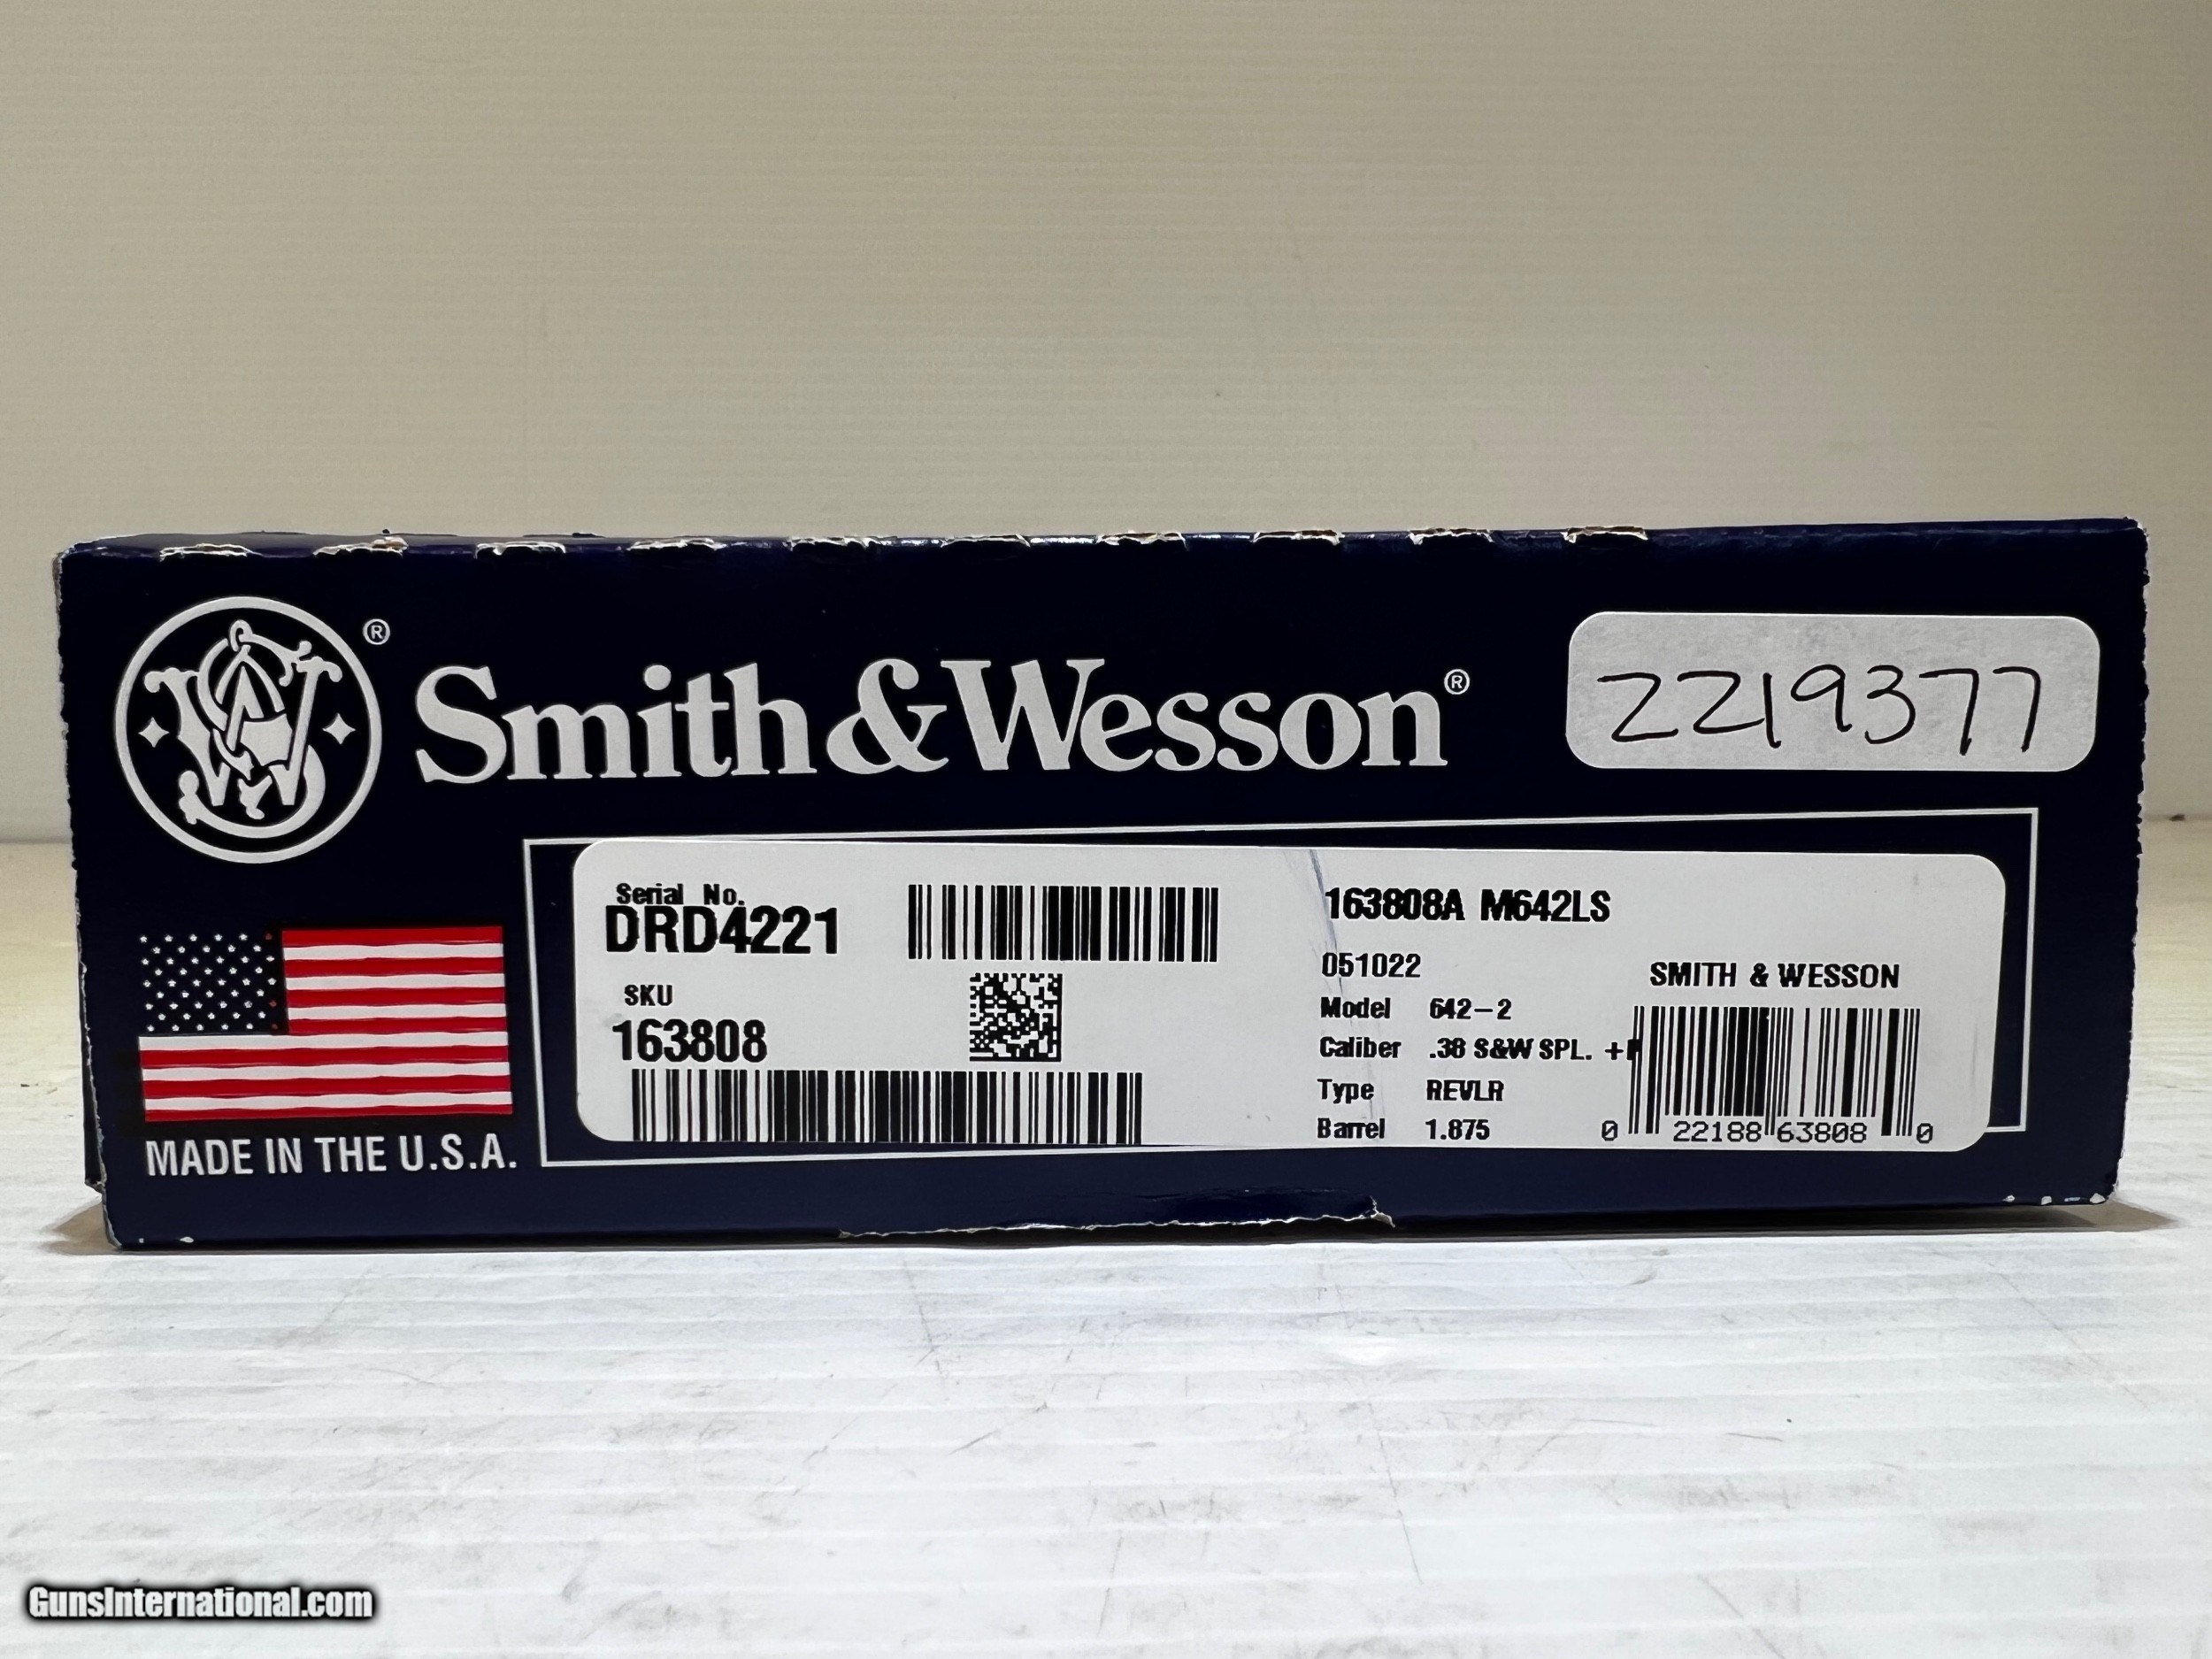 ®
Smith&Wesson®
2219377
Serial No.
DRD4221
SKU
163808
163808A M642LS
051022
Model 642-2
Caliber .38 S&W SPL. +P
Type REVLR
Barrel 1.875
SMITH & WESSON
0 22188 63808 0
MADE IN THE U.S.A.
GunsInternational.com